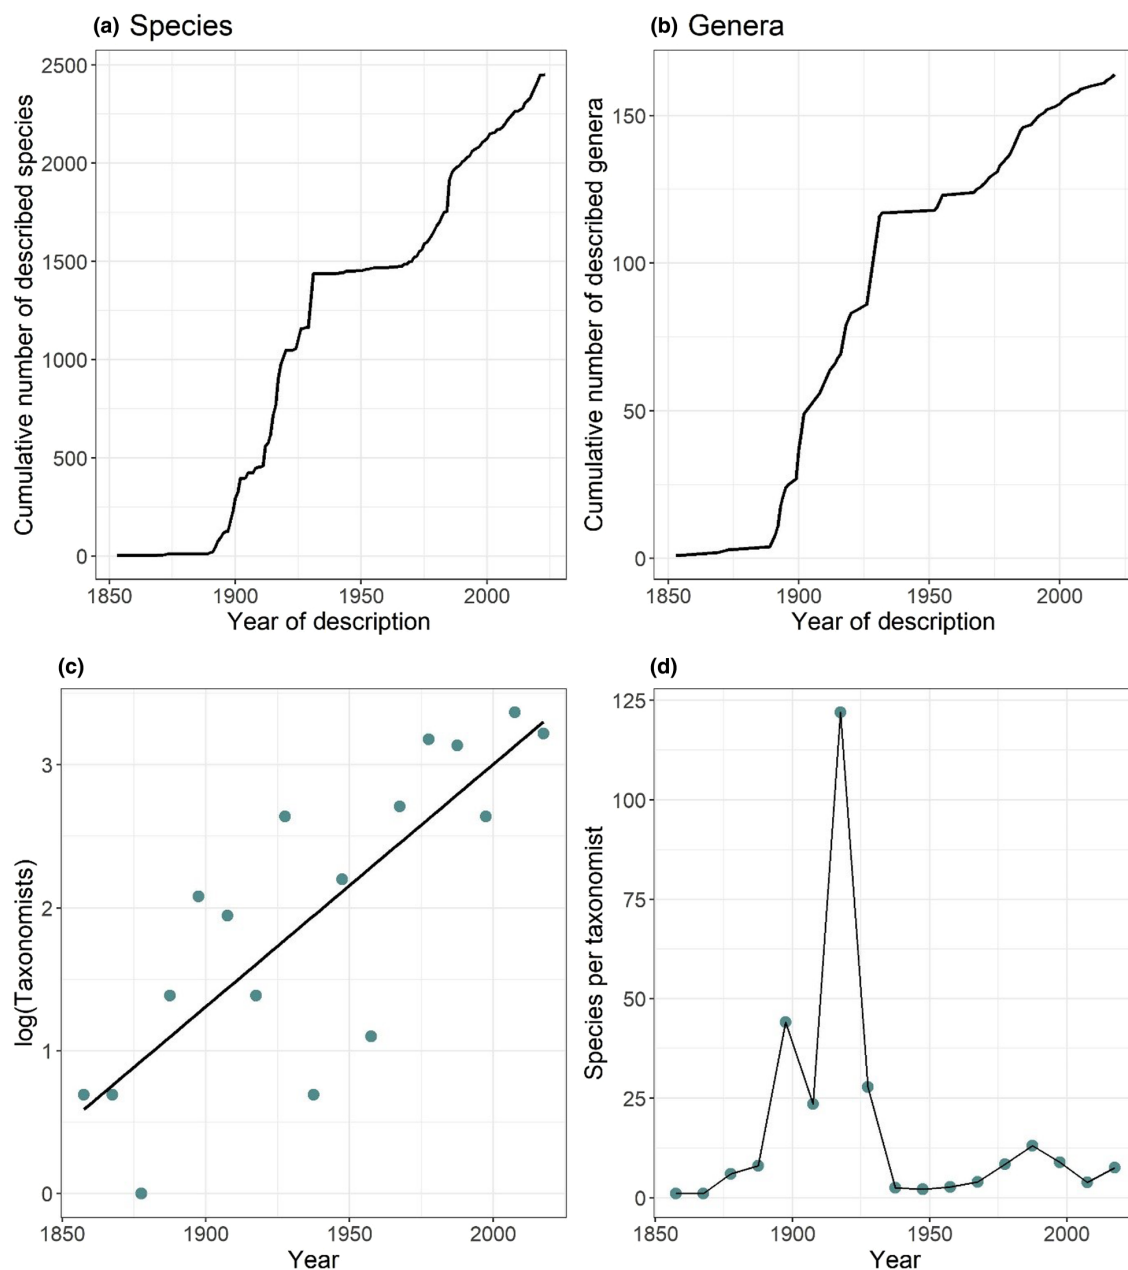 (a) Species
2500
2000
1500
1000
500
0
Cumulative number of described species
1850 1900 1950 2000
Year of description
(b) Genera
150
100
50
0
Cumulative number of described genera
1850 1900 1950 2000
Year of description
(c)
3
2
1
0
log(Taxonomists)
1850 1900 1950 2000
Year
(d)
125
100
75
50
25
0
Species per taxonomist
1850 1900 1950 2000
Year